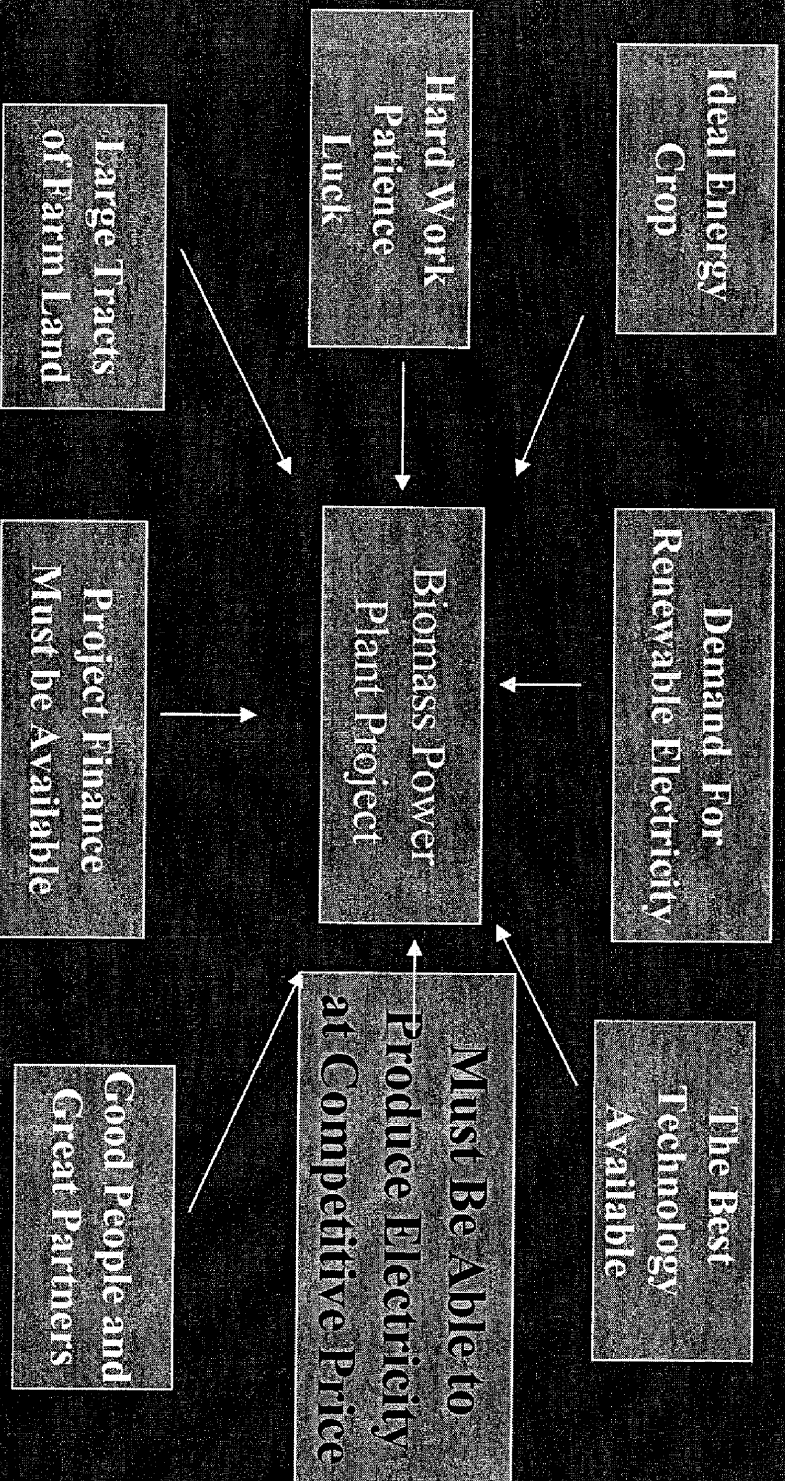 Ideal Energy
Crop
Demand For
Renewable Electricity
The Best
Technology
Available
Hard Work
Patience
Luck
Biomass Power
Plant Project
Must Be Able to
Produce Electricity
at Competitive Price
Large Tracts
of Farm Land
Project Finance
Must be Available
Good People and
Great Partners